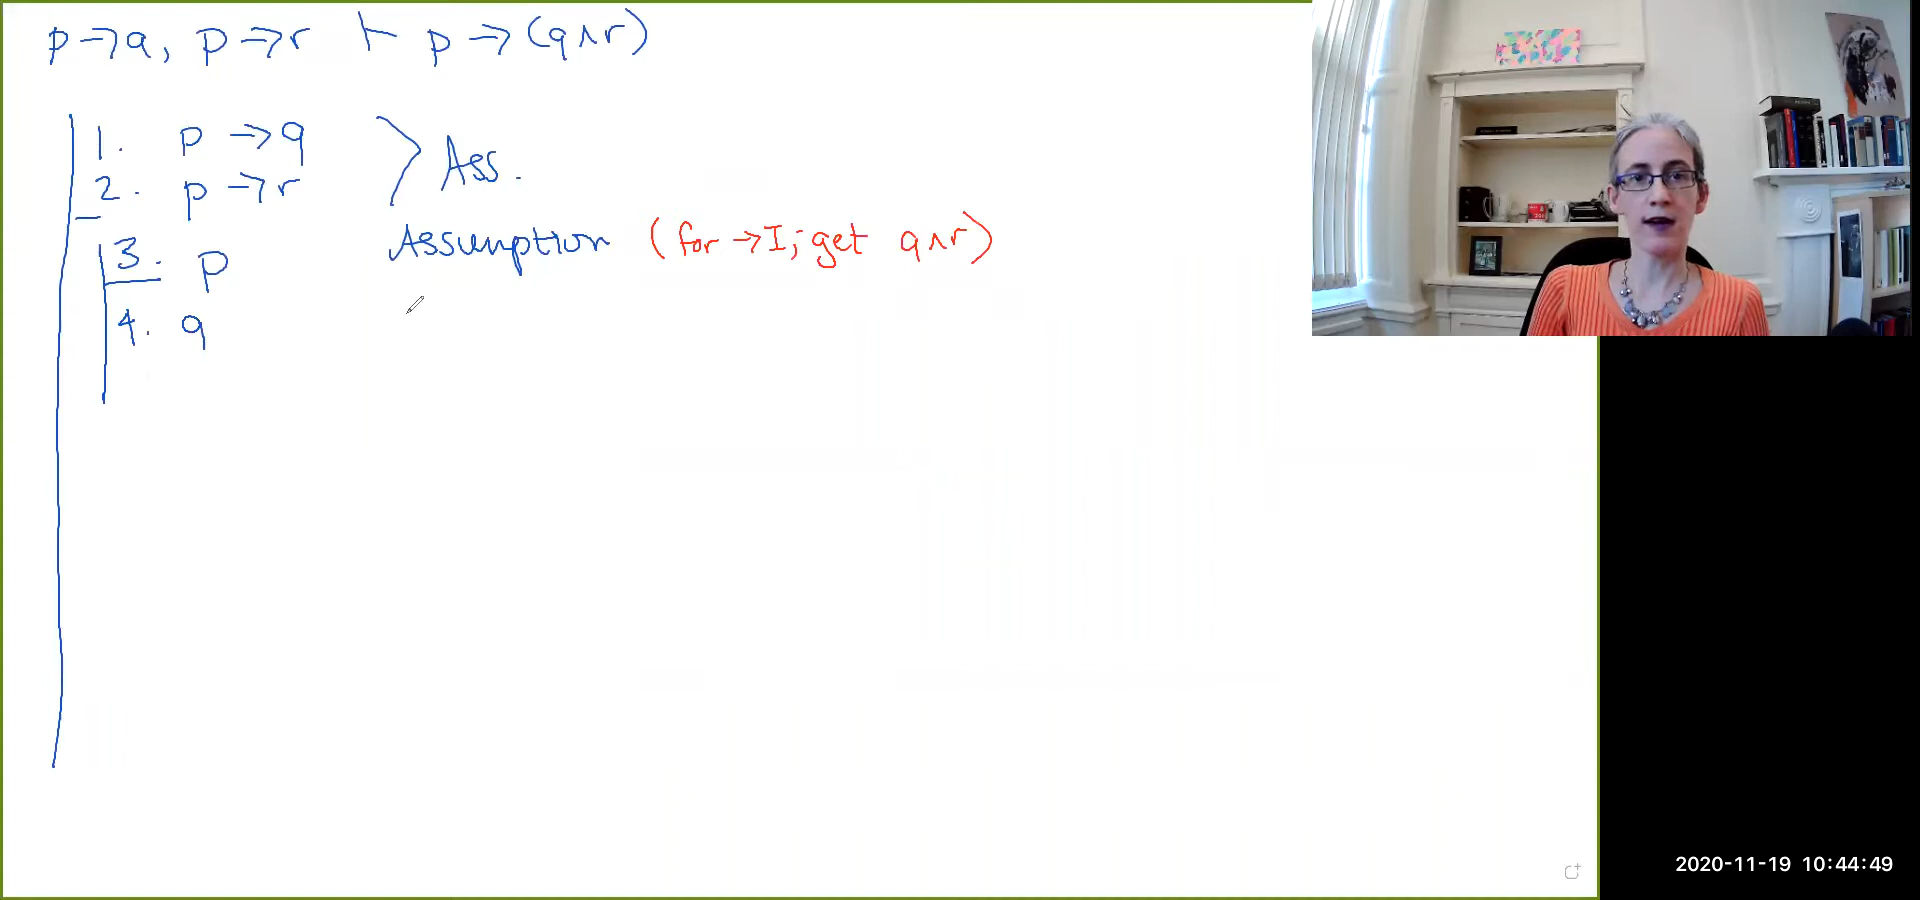 p → q, p → r ⊢ p → (q ∧ r)
1. p → q
2. p → r
Ass.
3. p Assumption (for → I; get q ∧ r)
4. q
2020-11-19 10:44:49